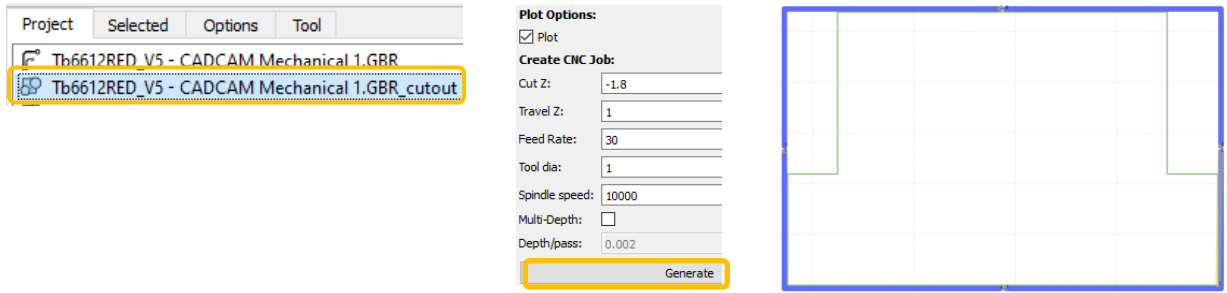 Project Selected Options Tool
Tb6612RED_V5 - CADCAM Mechanical 1.GBR
Tb6612RED_V5 - CADCAM Mechanical 1.GBR_cutout
Plot Options:
Plot
Create CNC Job:
Cut Z: -1.8
Travel Z: 1
Feed Rate: 30
Tool dia: 1
Spindle speed: 10000
Multi-Depth:
Depth/pass: 0.002
Generate